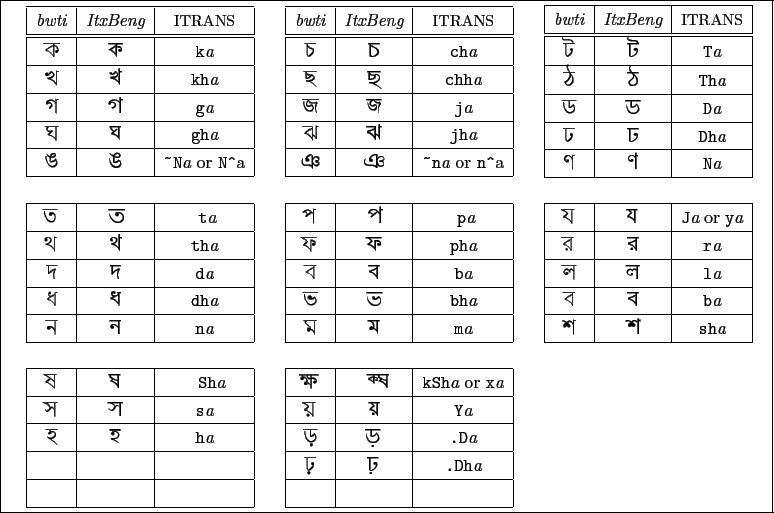 bwti ItxBeng ITRANS
ক ক ka
খ খ kha
গ গ ga
ঘ ঘ gha
ঙ ঙ ~Na or N^a
bwti ItxBeng ITRANS
চ চ cha
ছ ছ chha
জ জ ja
ঝ ঝ jha
ঞ ঞ ~na or n^a
bwti ItxBeng ITRANS
ট ট Ta
ঠ ঠ Tha
ড ড Da
ঢ ঢ Dha
ণ ণ Na
ত ত ta
থ থ tha
দ দ da
ধ ধ dha
ন ন na
প প pa
ফ ফ pha
ব ব ba
ভ ভ bha
ম ম ma
য য Ja or ya
র র ra
ল ল la
ব ব ba
শ শ sha
ষ ষ Sha
স স sa
হ হ ha
ক্ষ ক্ষ kSha or xa
য় য় Ya
ড় ড় .Da
ঢ় ঢ় .Dha